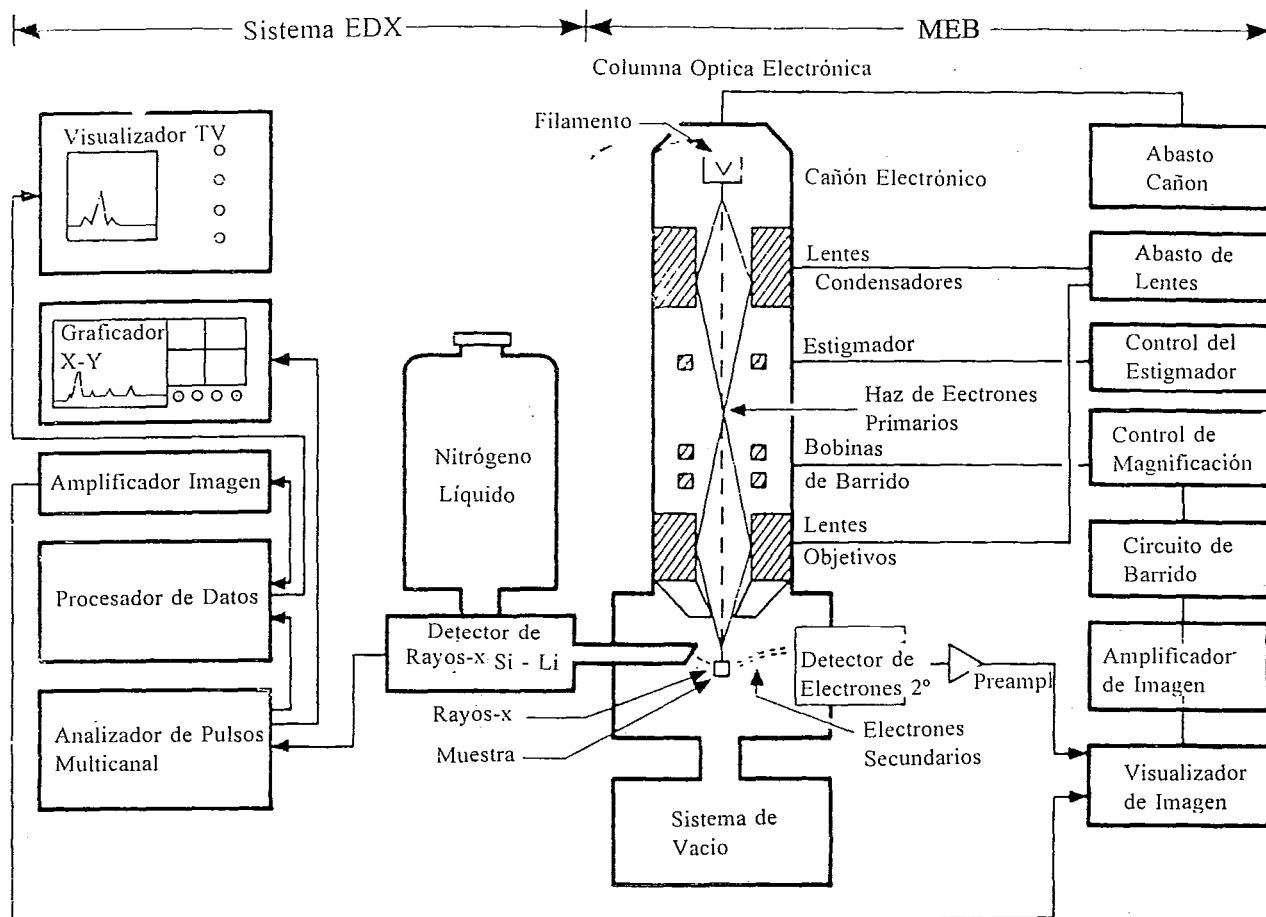 Sistema EDX
MEB
Columna Optica Electrónica
Visualizador TV
Graficador
X-Y
Amplificador Imagen
Procesador de Datos
Analizador de Pulsos
Multicanal
Nitrógeno
Líquido
Detector de
Rayos-x Si - Li
Rayos-x
Muestra
Filamento
Cañón Electrónico
Lentes
Condensadores
Estigmador
Haz de Eectrones
Primarios
Bobinas
de Barrido
Lentes
Objetivos
Detector de
Electrones 2º
Preampl
Electrones
Secundarios
Sistema de
Vacio
Abasto
Cañon
Abasto de
Lentes
Control del
Estigmador
Control de
Magnificación
Circuito de
Barrido
Amplificador
de Imagen
Visualizador
de Imagen